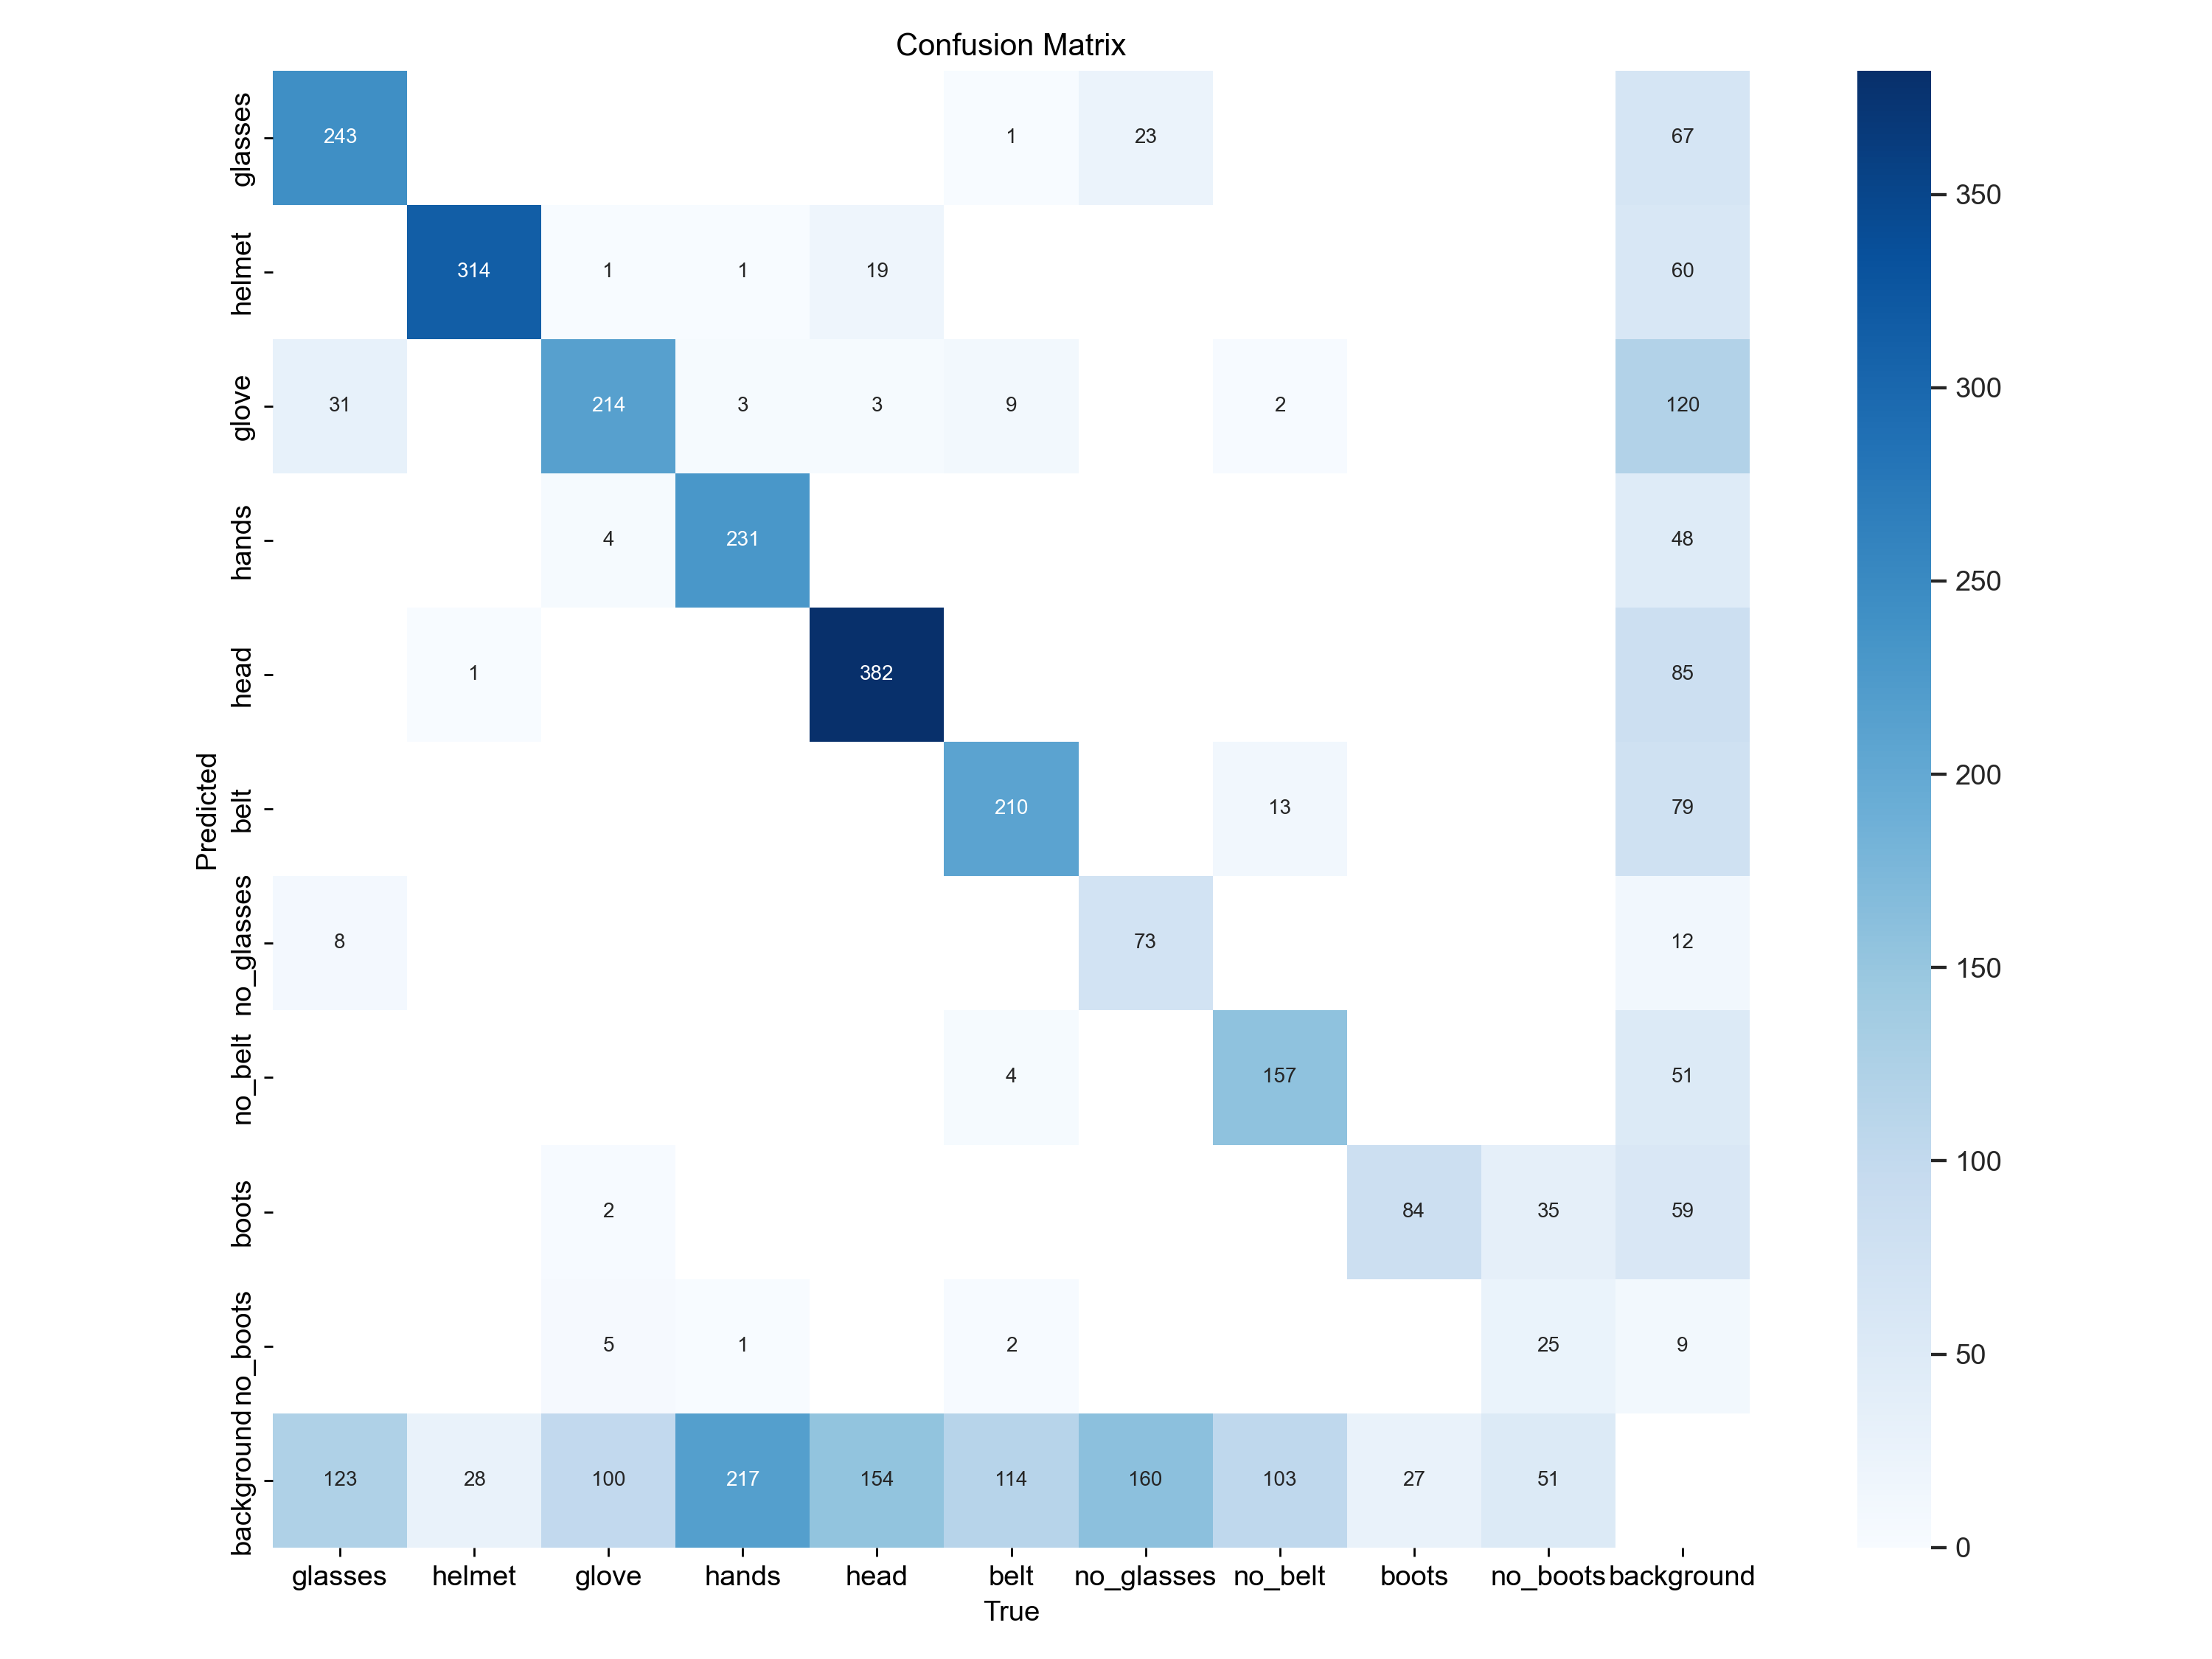 Confusion Matrix
glasses 243 1 23 67
helmet 314 1 1 19 60
glove 31 214 3 3 9 2 120
hands 4 231 48
head 1 382 85
belt 210 13 79
no_glasses 8 73 12
no_belt 4 157 51
boots 2 84 35 59
no_boots 5 1 2 25 9
background 123 28 100 217 154 114 160 103 27 51
glasses helmet glove hands head belt no_glasses no_belt boots no_boots background
True
Predicted
350
300
250
200
150
100
50
0